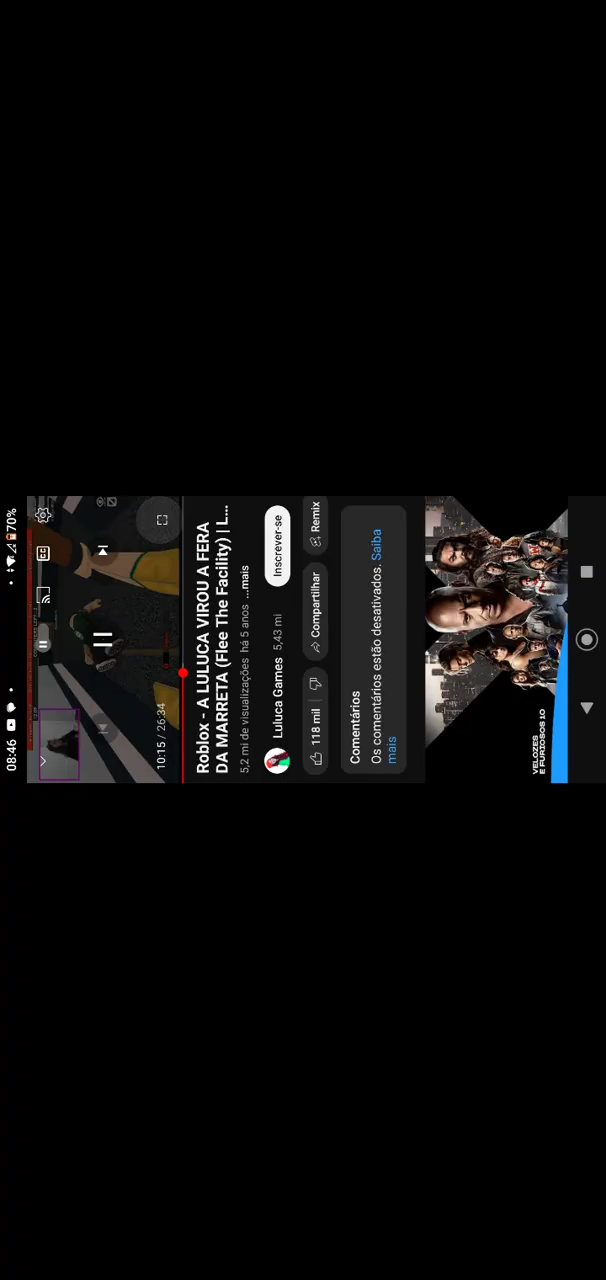 08:46
70%
10:15 / 26:34
Roblox - A LULUCA VIROU A FERA
DA MARRETA (Flee The Facility) | L...
5,2 mi de visualizações há 5 anos ...mais
Luluca Games 5,43 mi
Inscrever-se
118 mil
Compartilhar
Remix
Comentários
Os comentários estão desativados. Saiba
mais
VELOZES
E FURIOSOS 10